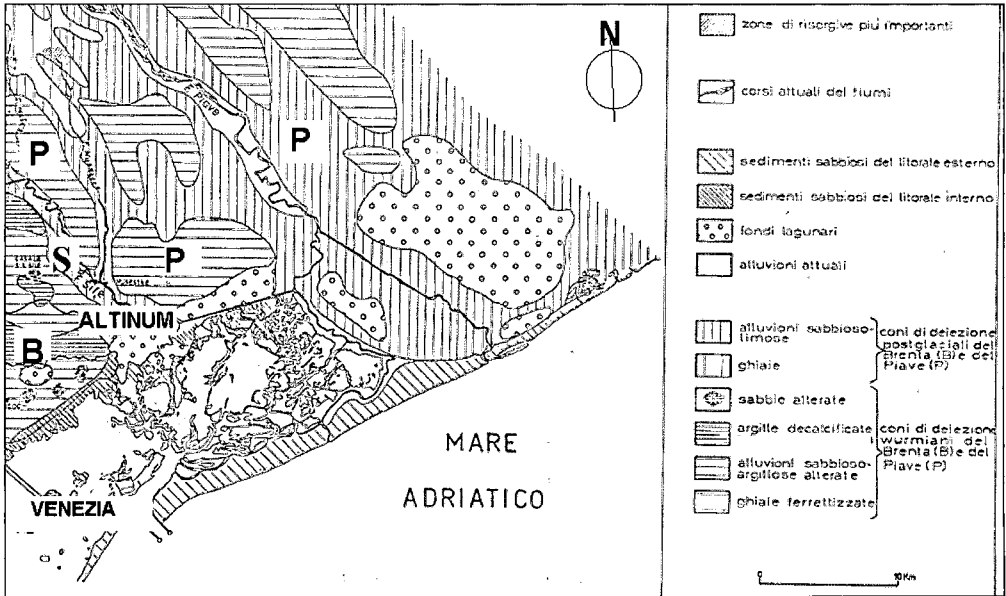 N
F. PIAVE
P
P
S
P
ALTINUM
B
VENEZIA
MARE
ADRIATICO
zone di risorgive più importanti
corsi attuali dei fiumi
sedimenti sabbiosi del litorale esterno
sedimenti sabbiosi del litorale interno
fondi lagunari
alluvioni attuali
alluvioni sabbioso-
limose
ghiaie
coni di deiezione
postglaciali del
Brenta (B) e del
Piave (P)
sabbie alterate
argille decalcificate
alluvioni sabbioso-
argillose alterate
ghiaie ferrettizzate
coni di deiezione
wurmiani del
Brenta (B) e del
Piave (P)
0
10 Km